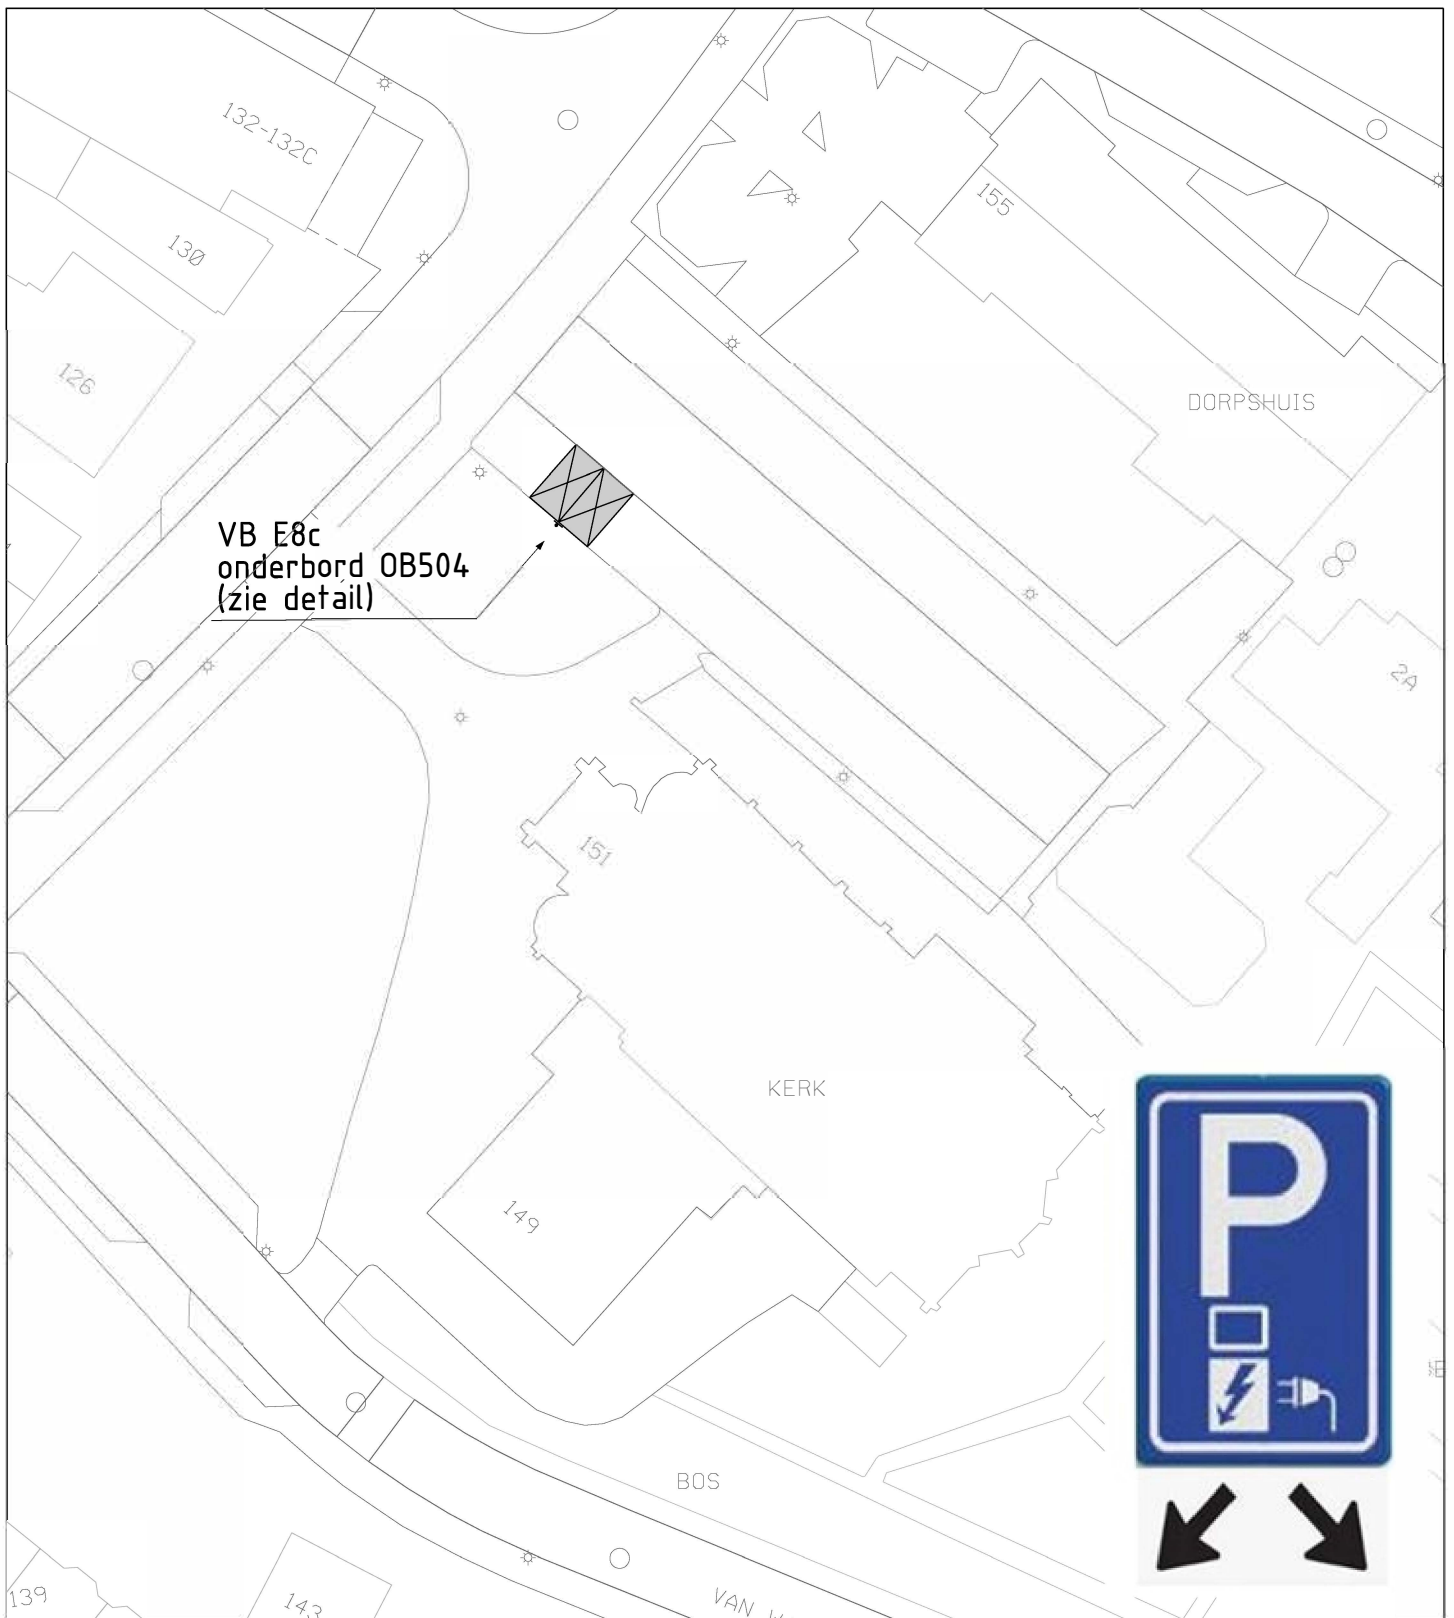 132-132C
130
155
126
DORPSHUIS
VB E8c
onderbord OB504
(zie detail)
2A
151
KERK
P
149
BOS
139
143
VAN